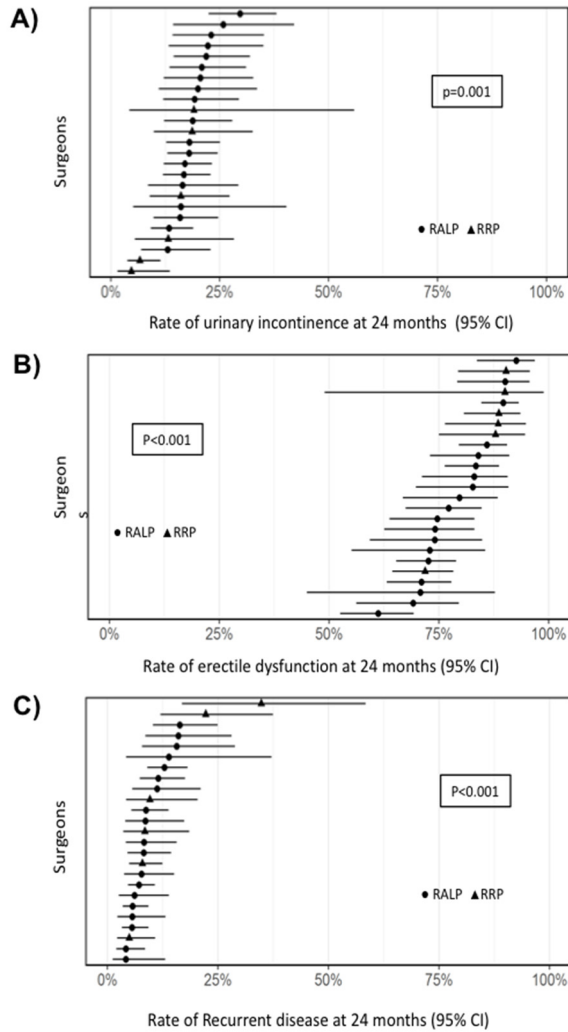 A)
Surgeons
p=0.001
● RALP ▲ RRP
0% 25% 50% 75% 100%
Rate of urinary incontinence at 24 months (95% CI)
B)
Surgeon
s
P<0.001
● RALP ▲ RRP
0% 25% 50% 75% 100%
Rate of erectile dysfunction at 24 months (95% CI)
C)
Surgeons
P<0.001
● RALP ▲ RRP
0% 25% 50% 75% 100%
Rate of Recurrent disease at 24 months (95% CI)